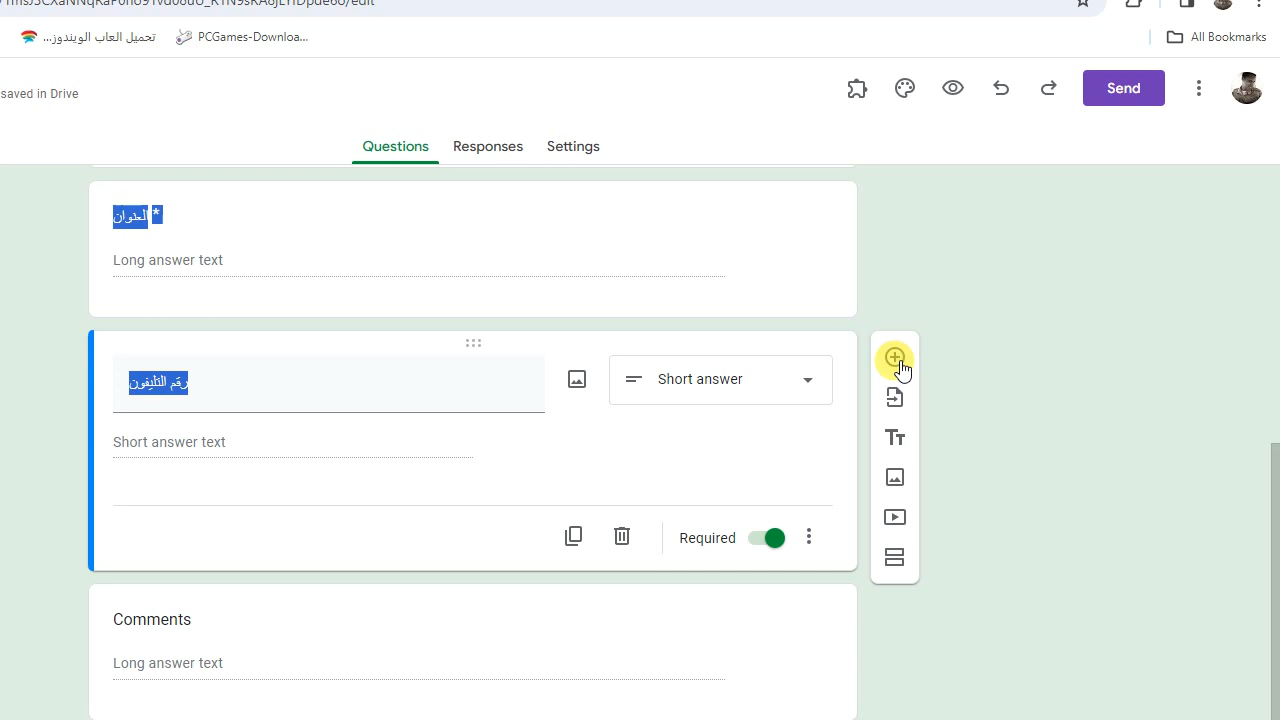 تحميل العاب الويندوز...
PCGames-Downloa...
All Bookmarks
saved in Drive
Send
Questions
Responses
Settings
العنوان *
Long answer text
رقم التليفون
Short answer
Short answer text
Required
Comments
Long answer text